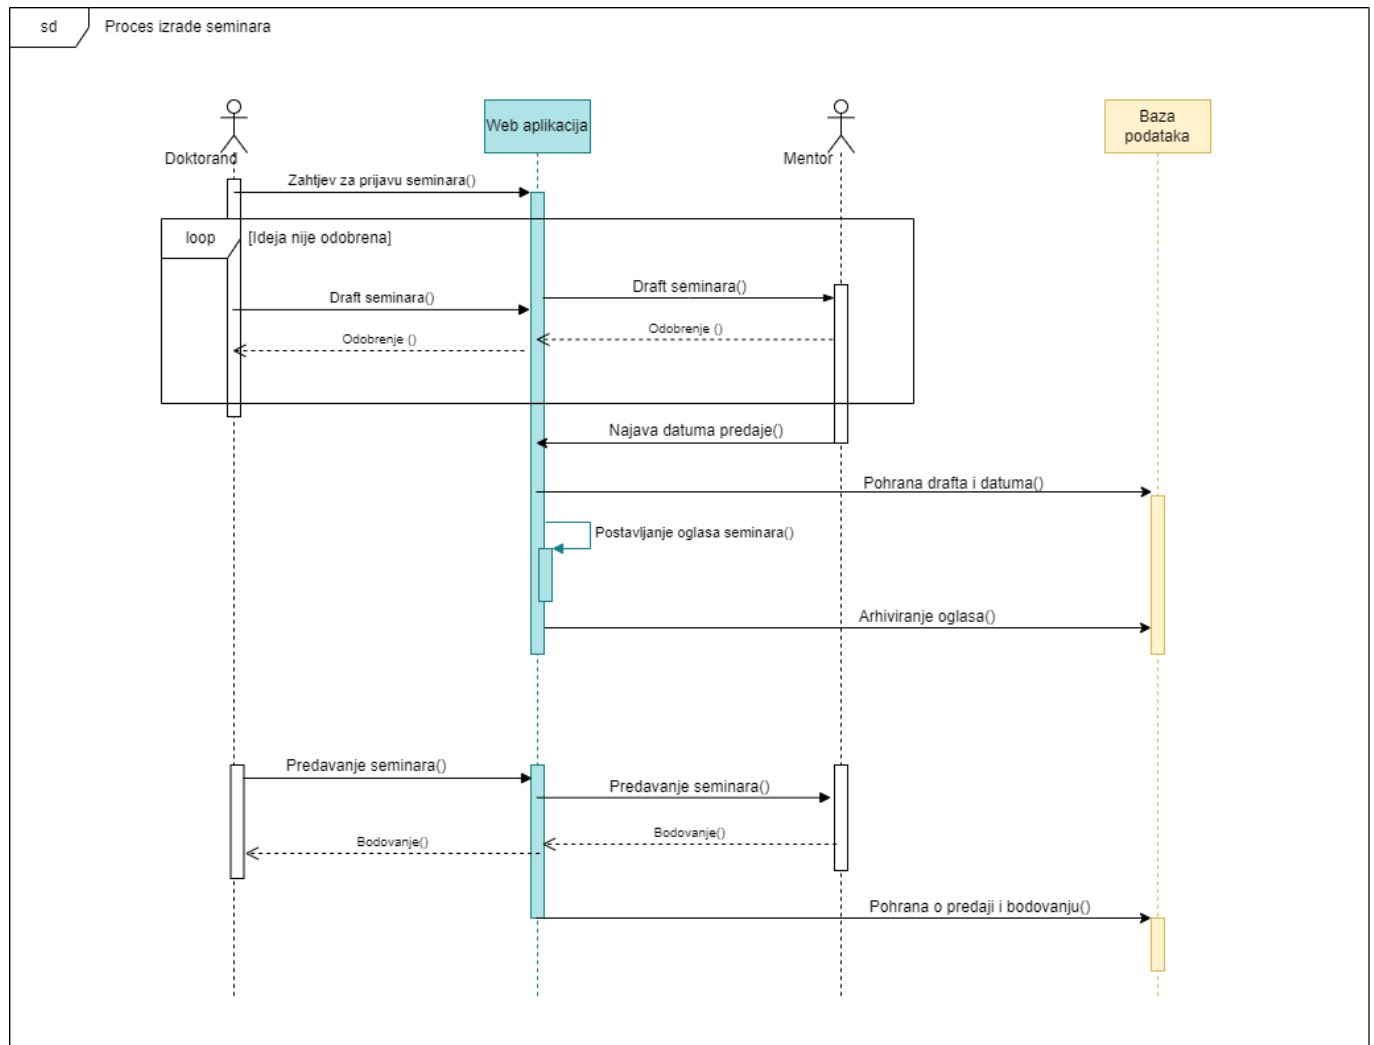 sd
Proces izrade seminara
Doktorand
Web aplikacija
Mentor
Baza
podataka
Zahtjev za prijavu seminara()
loop
[Ideja nije odobrena]
Draft seminara()
Draft seminara()
Odobrenje ()
Odobrenje ()
Najava datuma predaje()
Pohrana drafta i datuma()
Postavljanje oglasa seminara()
Arhiviranje oglasa()
Predavanje seminara()
Predavanje seminara()
Bodovanje()
Bodovanje()
Pohrana o predaji i bodovanju()